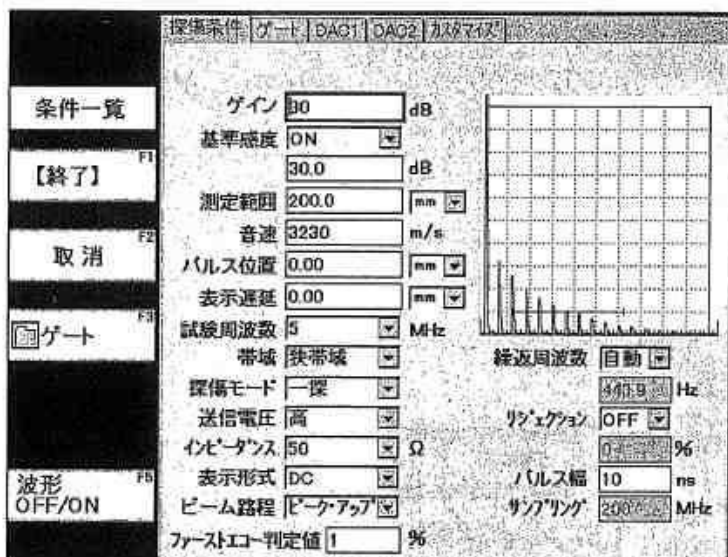 探傷条件 ゲート DAC1 DAC2 カスタマイズ
条件一覧
【終了】 F1
取消 F2
ゲート F3
波形 F5
OFF/ON
ゲイン 30 dB
基準感度 ON
30.0 dB
測定範囲 200.0 mm
音速 3230 m/s
パルス位置 0.00 mm
表示遅延 0.00 mm
試験周波数 5 MHz
帯域 狭帯域
探傷モード 一探
送信電圧 高
インピーダンス 50 Ω
表示形式 DC
ビーム路程 ピーク・アップ
ファーストエコー判定値 1 %
繰返周波数 自動
Hz
リジェクション OFF
%
パルス幅 10 ns
サンプリング 200 MHz